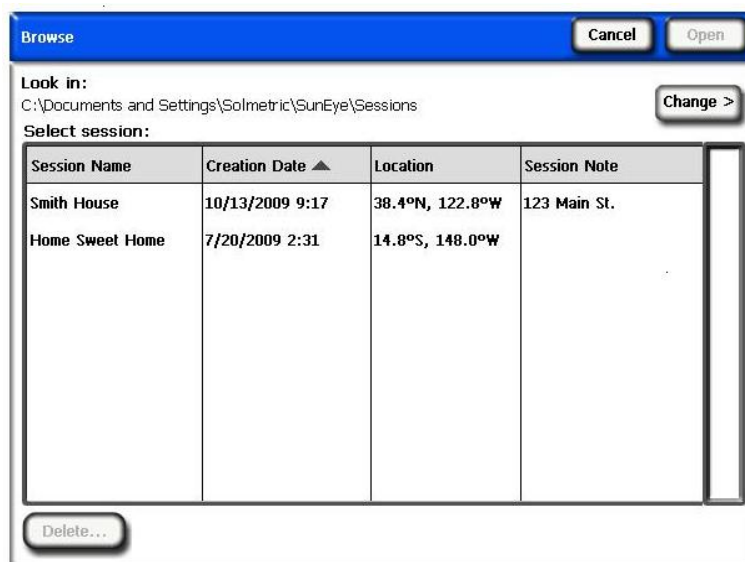 Browse Cancel Open
Look in:
C:\Documents and Settings\Solmetric\SunEye\Sessions
Change >
Select session:
Session Name Creation Date Location Session Note
Smith House 10/13/2009 9:17 38.4ºN, 122.8ºW 123 Main St.
Home Sweet Home 7/20/2009 2:31 14.8ºS, 148.0ºW
Delete...